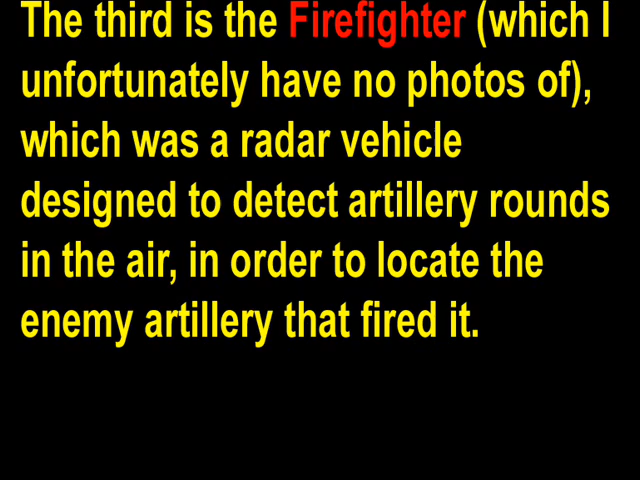 The third is the Firefighter (which I
unfortunately have no photos of),
which was a radar vehicle
designed to detect artillery rounds
in the air, in order to locate the
enemy artillery that fired it.